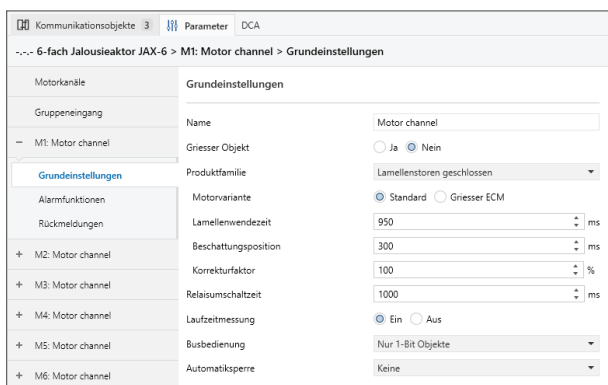 Kommunikationsobjekte 3 Parameter DCA
-.-.- 6-fach Jalousieaktor JAX-6 > M1: Motor channel > Grundeinstellungen
Motorkanäle
Gruppeneingang
− M1: Motor channel
Grundeinstellungen
Alarmfunktionen
Rückmeldungen
+ M2: Motor channel
+ M3: Motor channel
+ M4: Motor channel
+ M5: Motor channel
+ M6: Motor channel
Grundeinstellungen
Name Motor channel
Griesser Objekt Ja Nein
Produktfamilie Lamellenstoren geschlossen
Motorvariante Standard Griesser ECM
Lamellenwendezeit 950 ms
Beschattungsposition 300 ms
Korrekturfaktor 100 %
Relaisumschaltzeit 1000 ms
Laufzeitmessung Ein Aus
Busbedienung Nur 1-Bit Objekte
Automatiksperre Keine